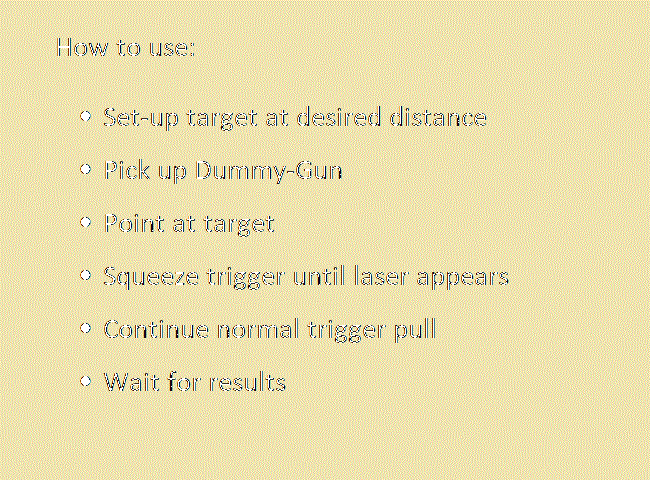 How to use:
• Set-up target at desired distance
• Pick up Dummy-Gun
• Point at target
• Squeeze trigger until laser appears
• Continue normal trigger pull
• Wait for results